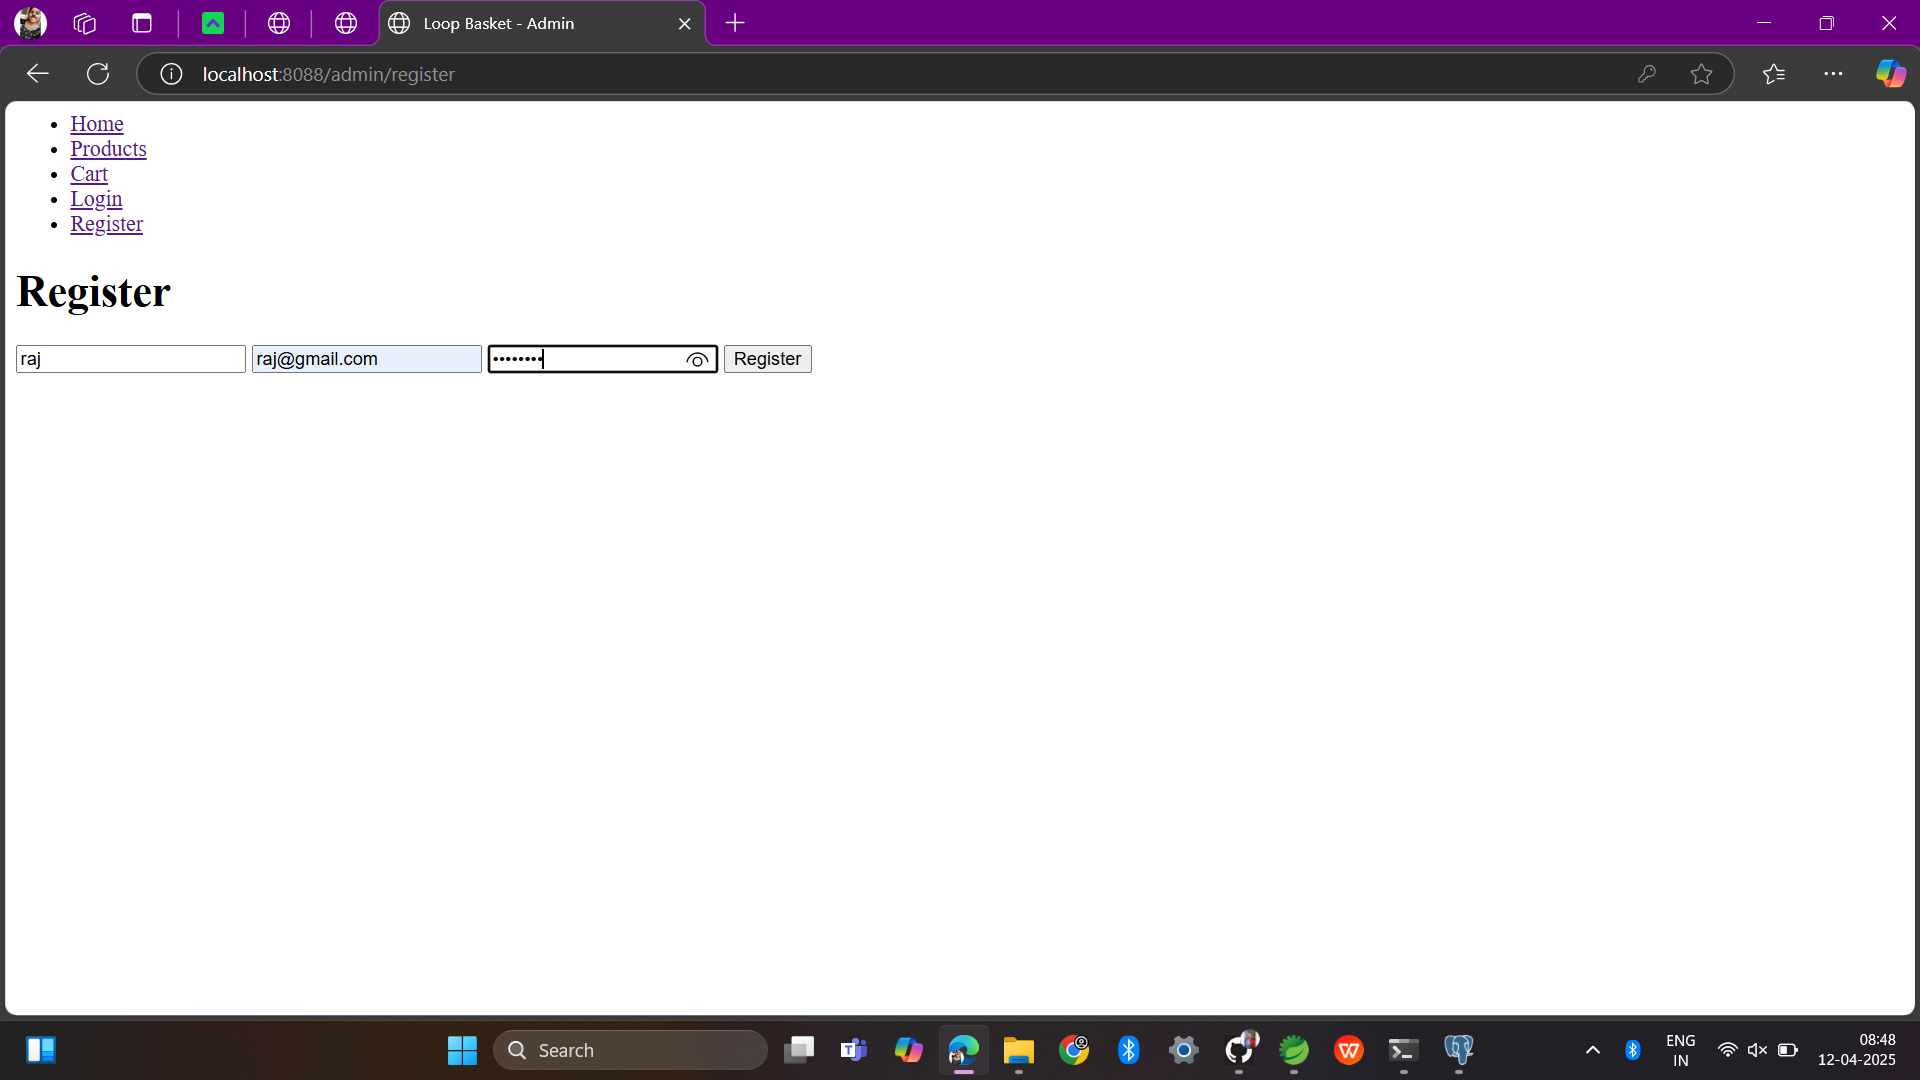 Loop Basket - Admin
localhost:8088/admin/register
Home
Products
Cart
Login
Register
Register
raj raj@gmail.com •••••••• Register
Search
ENG
IN
08:48
12-04-2025